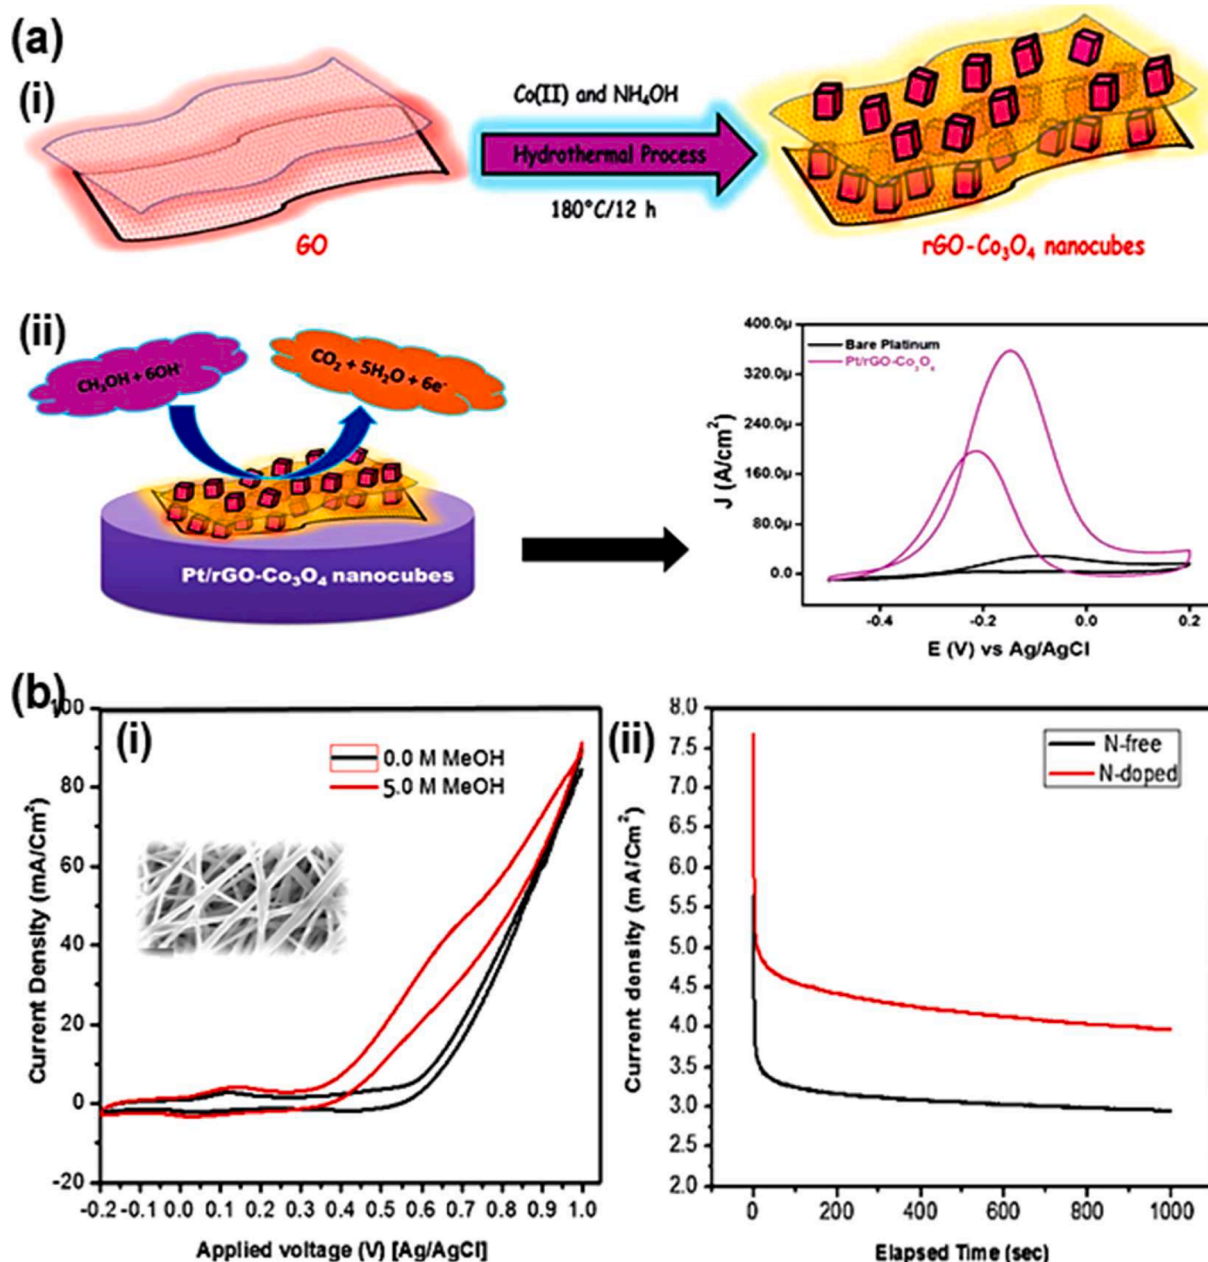 (a)
(i)
Co(II) and NH₄OH
Hydrothermal Process
180°C/12 h
GO
rGO-Co₃O₄ nanocubes
(ii)
CH₃OH + 6OH⁻
CO₂ + 5H₂O + 6e⁻
Pt/rGO-Co₃O₄ nanocubes
400.0μ
320.0μ
240.0μ
160.0μ
80.0μ
0.0
J (A/cm²)
Bare Platinum
Pt/rGO-Co₃O₄
-0.4
-0.2
0.0
0.2
E (V) vs Ag/AgCl
(b)
(i)
100
80
60
40
20
0
-20
Current Density (mA/Cm²)
0.0 M MeOH
5.0 M MeOH
-0.2 -0.1 0.0 0.1 0.2 0.3 0.4 0.5 0.6 0.7 0.8 0.9 1.0
Applied voltage (V) [Ag/AgCl]
(ii)
8.0
7.5
7.0
6.5
6.0
5.5
5.0
4.5
4.0
3.5
3.0
2.5
2.0
Current density (mA/Cm²)
N-free
N-doped
0 200 400 600 800 1000
Elapsed Time (sec)